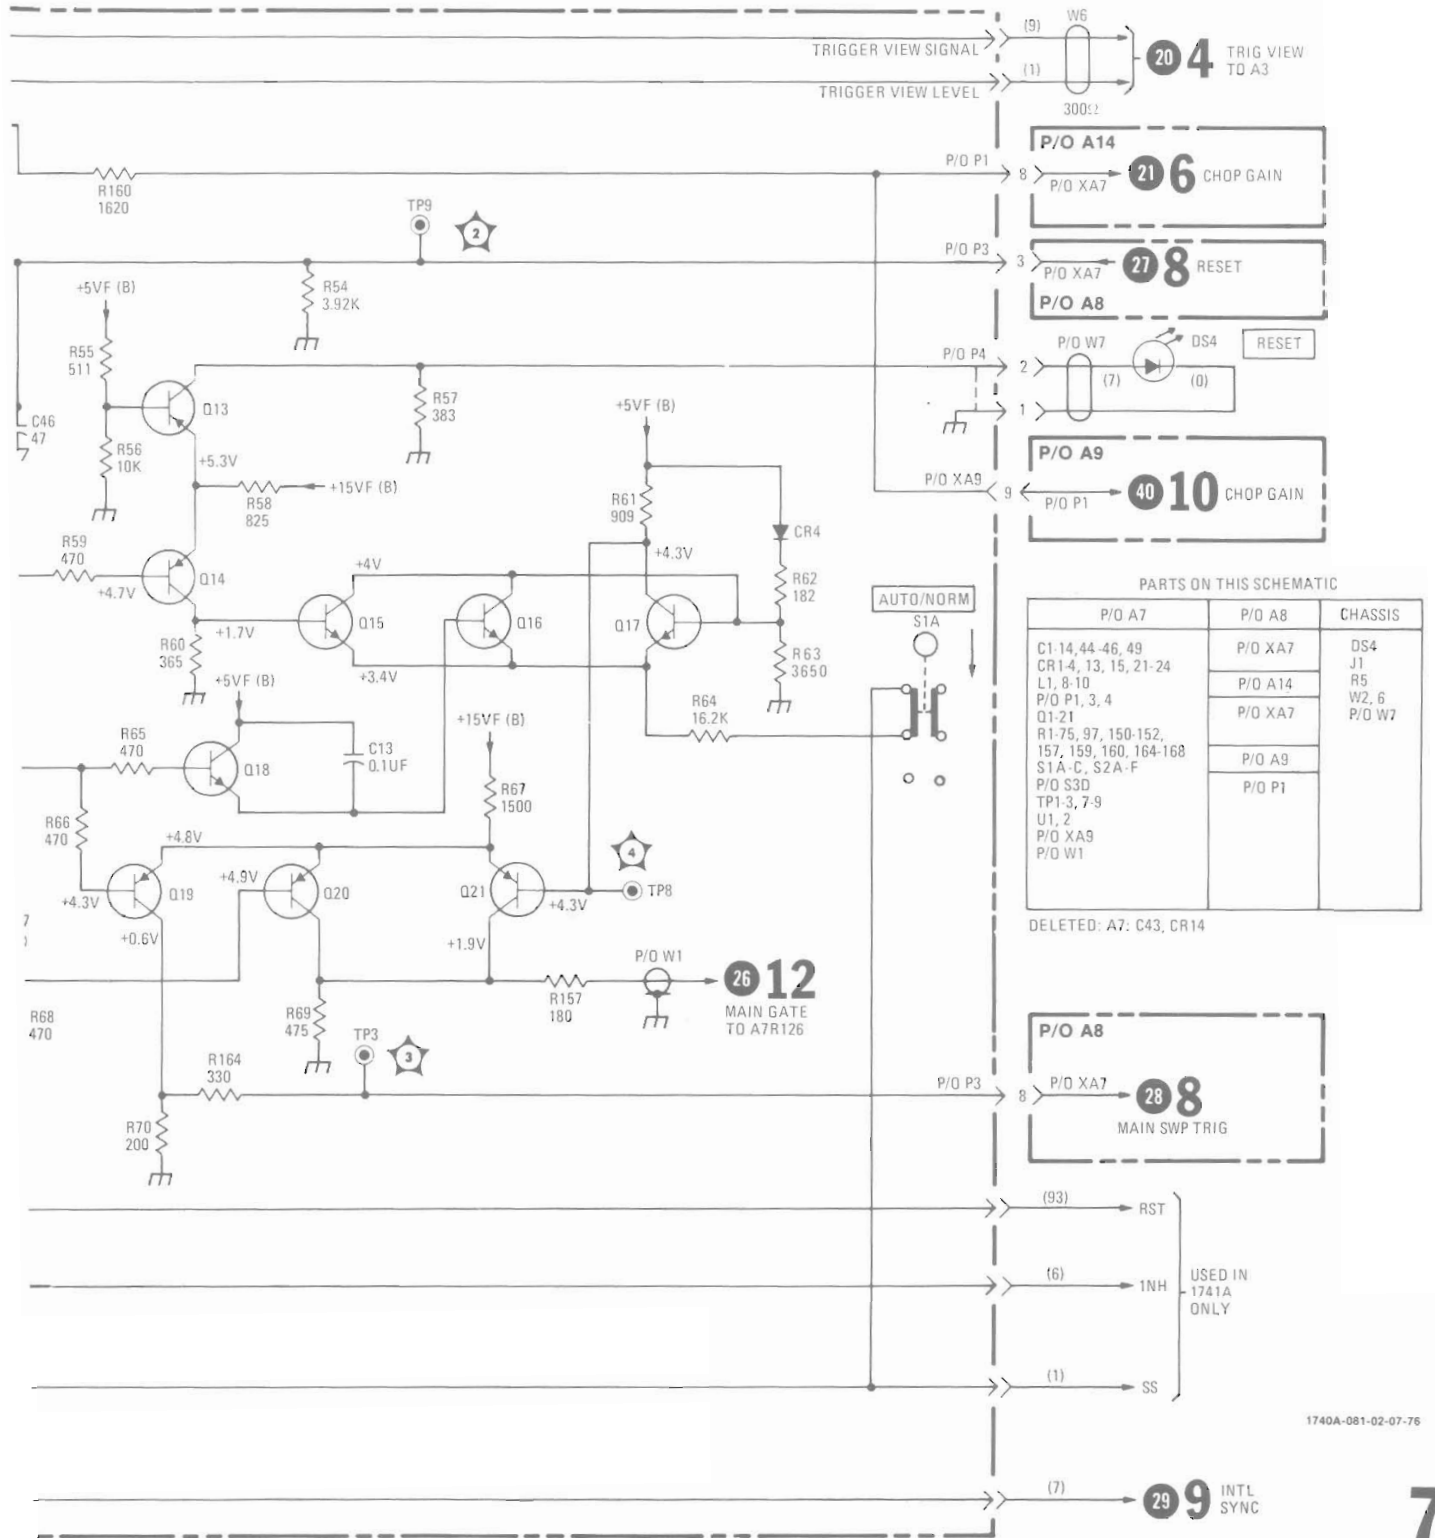 (9)
W6
TRIGGER VIEW SIGNAL
20 4
TRIG VIEW
TO A3
(1)
TRIGGER VIEW LEVEL
300Ω
P/O A14
P/O P1
8
P/O XA7
21 6
CHOP GAIN
R160
1620
TP9
2
P/O P3
3
P/O XA7
27 8
RESET
P/O A8
+5VF (B)
R54
3.92K
R55
511
P/O P4
2
P/O W7
(7)
DS4
(0)
RESET
1
Q13
R57
383
+5VF (B)
C46
47
R56
10K
+5.3V
P/O A9
P/O XA9
9
P/O P1
40 10
CHOP GAIN
R58
825
+15VF (B)
R61
909
CR4
+4.3V
R59
470
+4.7V
Q14
+4V
R62
182
AUTO/NORM
S1A
+1.7V
Q15
Q16
Q17
R60
365
+3.4V
R63
3650
+5VF (B)
R64
16.2K
+15VF (B)
R65
470
Q18
C13
0.1UF
R67
1500
R66
470
+4.8V
4
+4.3V
Q19
+4.9V
Q20
Q21
+4.3V
TP8
7
+0.6V
+1.9V
P/O W1
26 12
MAIN GATE
TO A7R126
R157
180
R68
470
R69
475
TP3
3
R164
330
P/O P3
8
P/O XA7
P/O A8
28 8
MAIN SWP TRIG
R70
200
PARTS ON THIS SCHEMATIC
P/O A7
P/O A8
CHASSIS
C1-14, 44-46, 49
CR1-4, 13, 15, 21-24
L1, 8-10
P/O P1, 3, 4
Q1-21
R1-75, 97, 150-152,
157, 159, 160, 164-168
S1A-C, S2A-F
P/O S3D
TP1-3, 7-9
U1, 2
P/O XA9
P/O W1
P/O XA7
P/O A14
P/O XA7
P/O A9
P/O P1
DS4
J1
R5
W2, 6
P/O W7
DELETED: A7: C43, CR14
(93)
RST
(6)
1NH
USED IN
1741A
ONLY
(1)
SS
1740A-081-02-07-76
(7)
29 9
INTL
SYNC
7